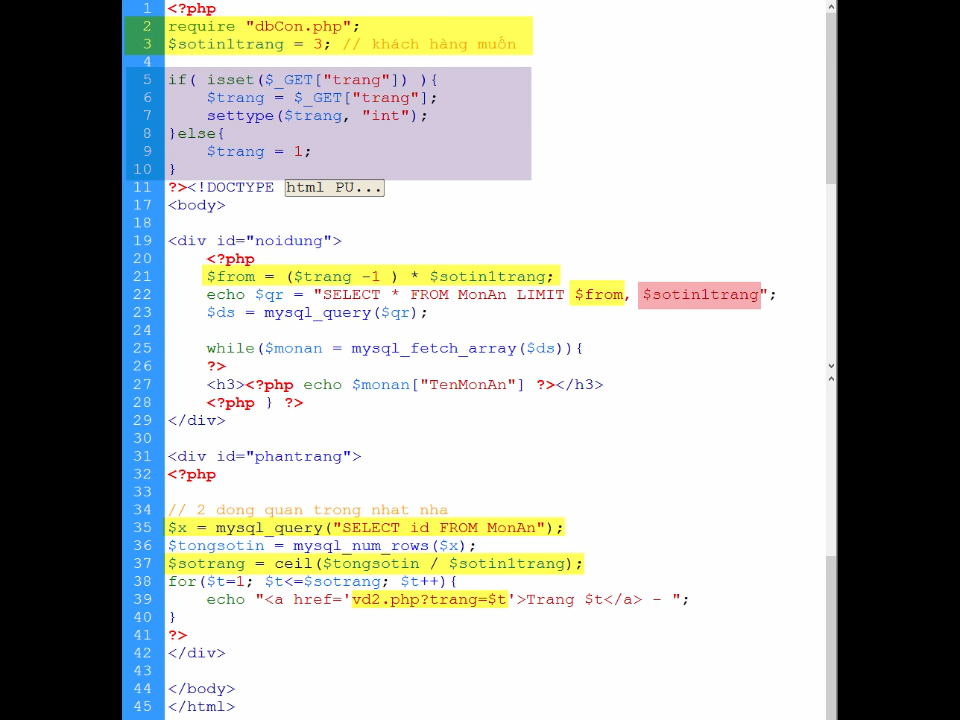 1 <?php
2 require "dbCon.php";
3 $sotin1trang = 3; // khách hàng muốn
4
5 if( isset($_GET["trang"]) ){
6 $trang = $_GET["trang"];
7 settype($trang, "int");
8 }else{
9 $trang = 1;
10 }
11 ?><!DOCTYPE html PU...
17 <body>
18
19 <div id="noidung">
20 <?php
21 $from = ($trang -1 ) * $sotin1trang;
22 echo $qr = "SELECT * FROM MonAn LIMIT $from, $sotin1trang";
23 $ds = mysql_query($qr);
24
25 while($monan = mysql_fetch_array($ds)){
26 ?>
27 <h3><?php echo $monan["TenMonAn"] ?></h3>
28 <?php } ?>
29 </div>
30
31 <div id="phantrang">
32 <?php
33
34 // 2 dong quan trong nhat nha
35 $x = mysql_query("SELECT id FROM MonAn");
36 $tongsotin = mysql_num_rows($x);
37 $sotrang = ceil($tongsotin / $sotin1trang);
38 for($t=1; $t<=$sotrang; $t++){
39 echo "<a href='vd2.php?trang=$t'>Trang $t</a> - ";
40 }
41 ?>
42 </div>
43
44 </body>
45 </html>